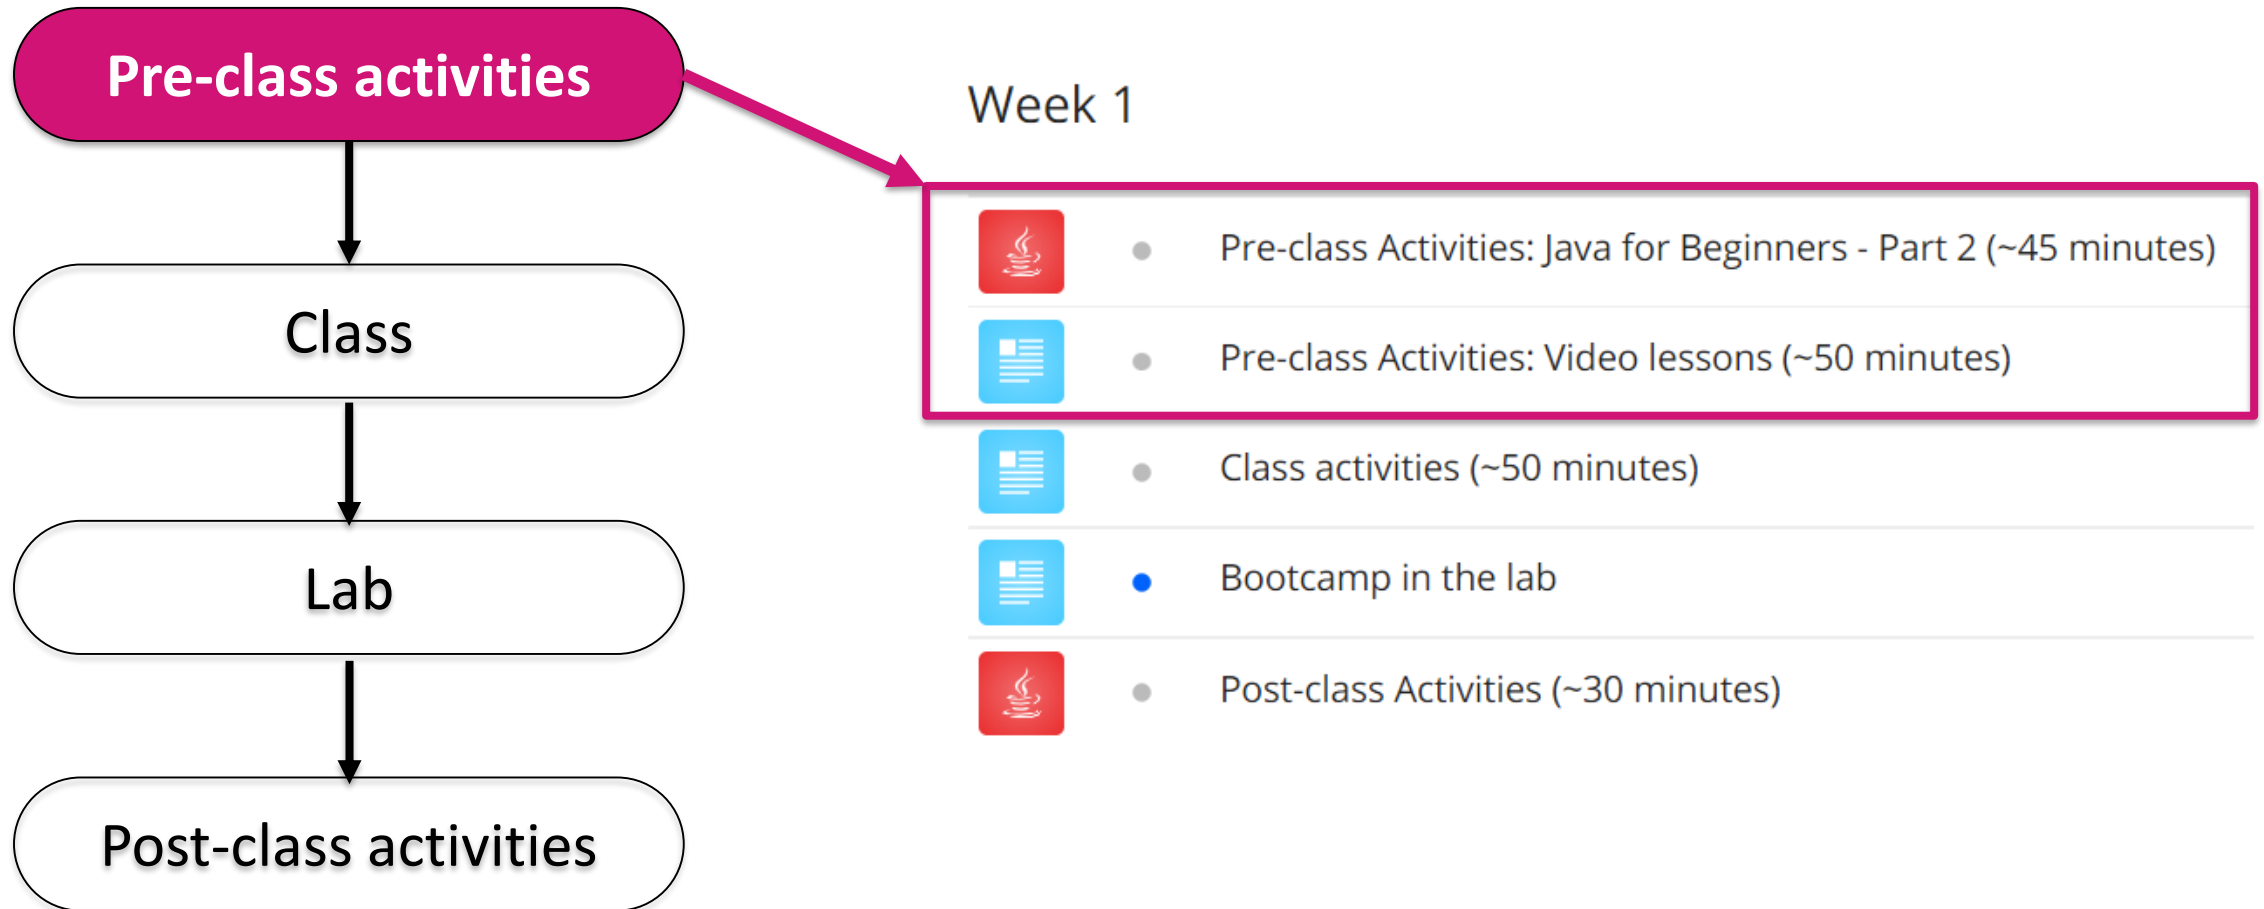 Pre-class activities
Class
Lab
Post-class activities
Week 1
Pre-class Activities: Java for Beginners - Part 2 (~45 minutes)
Pre-class Activities: Video lessons (~50 minutes)
Class activities (~50 minutes)
Bootcamp in the lab
Post-class Activities (~30 minutes)